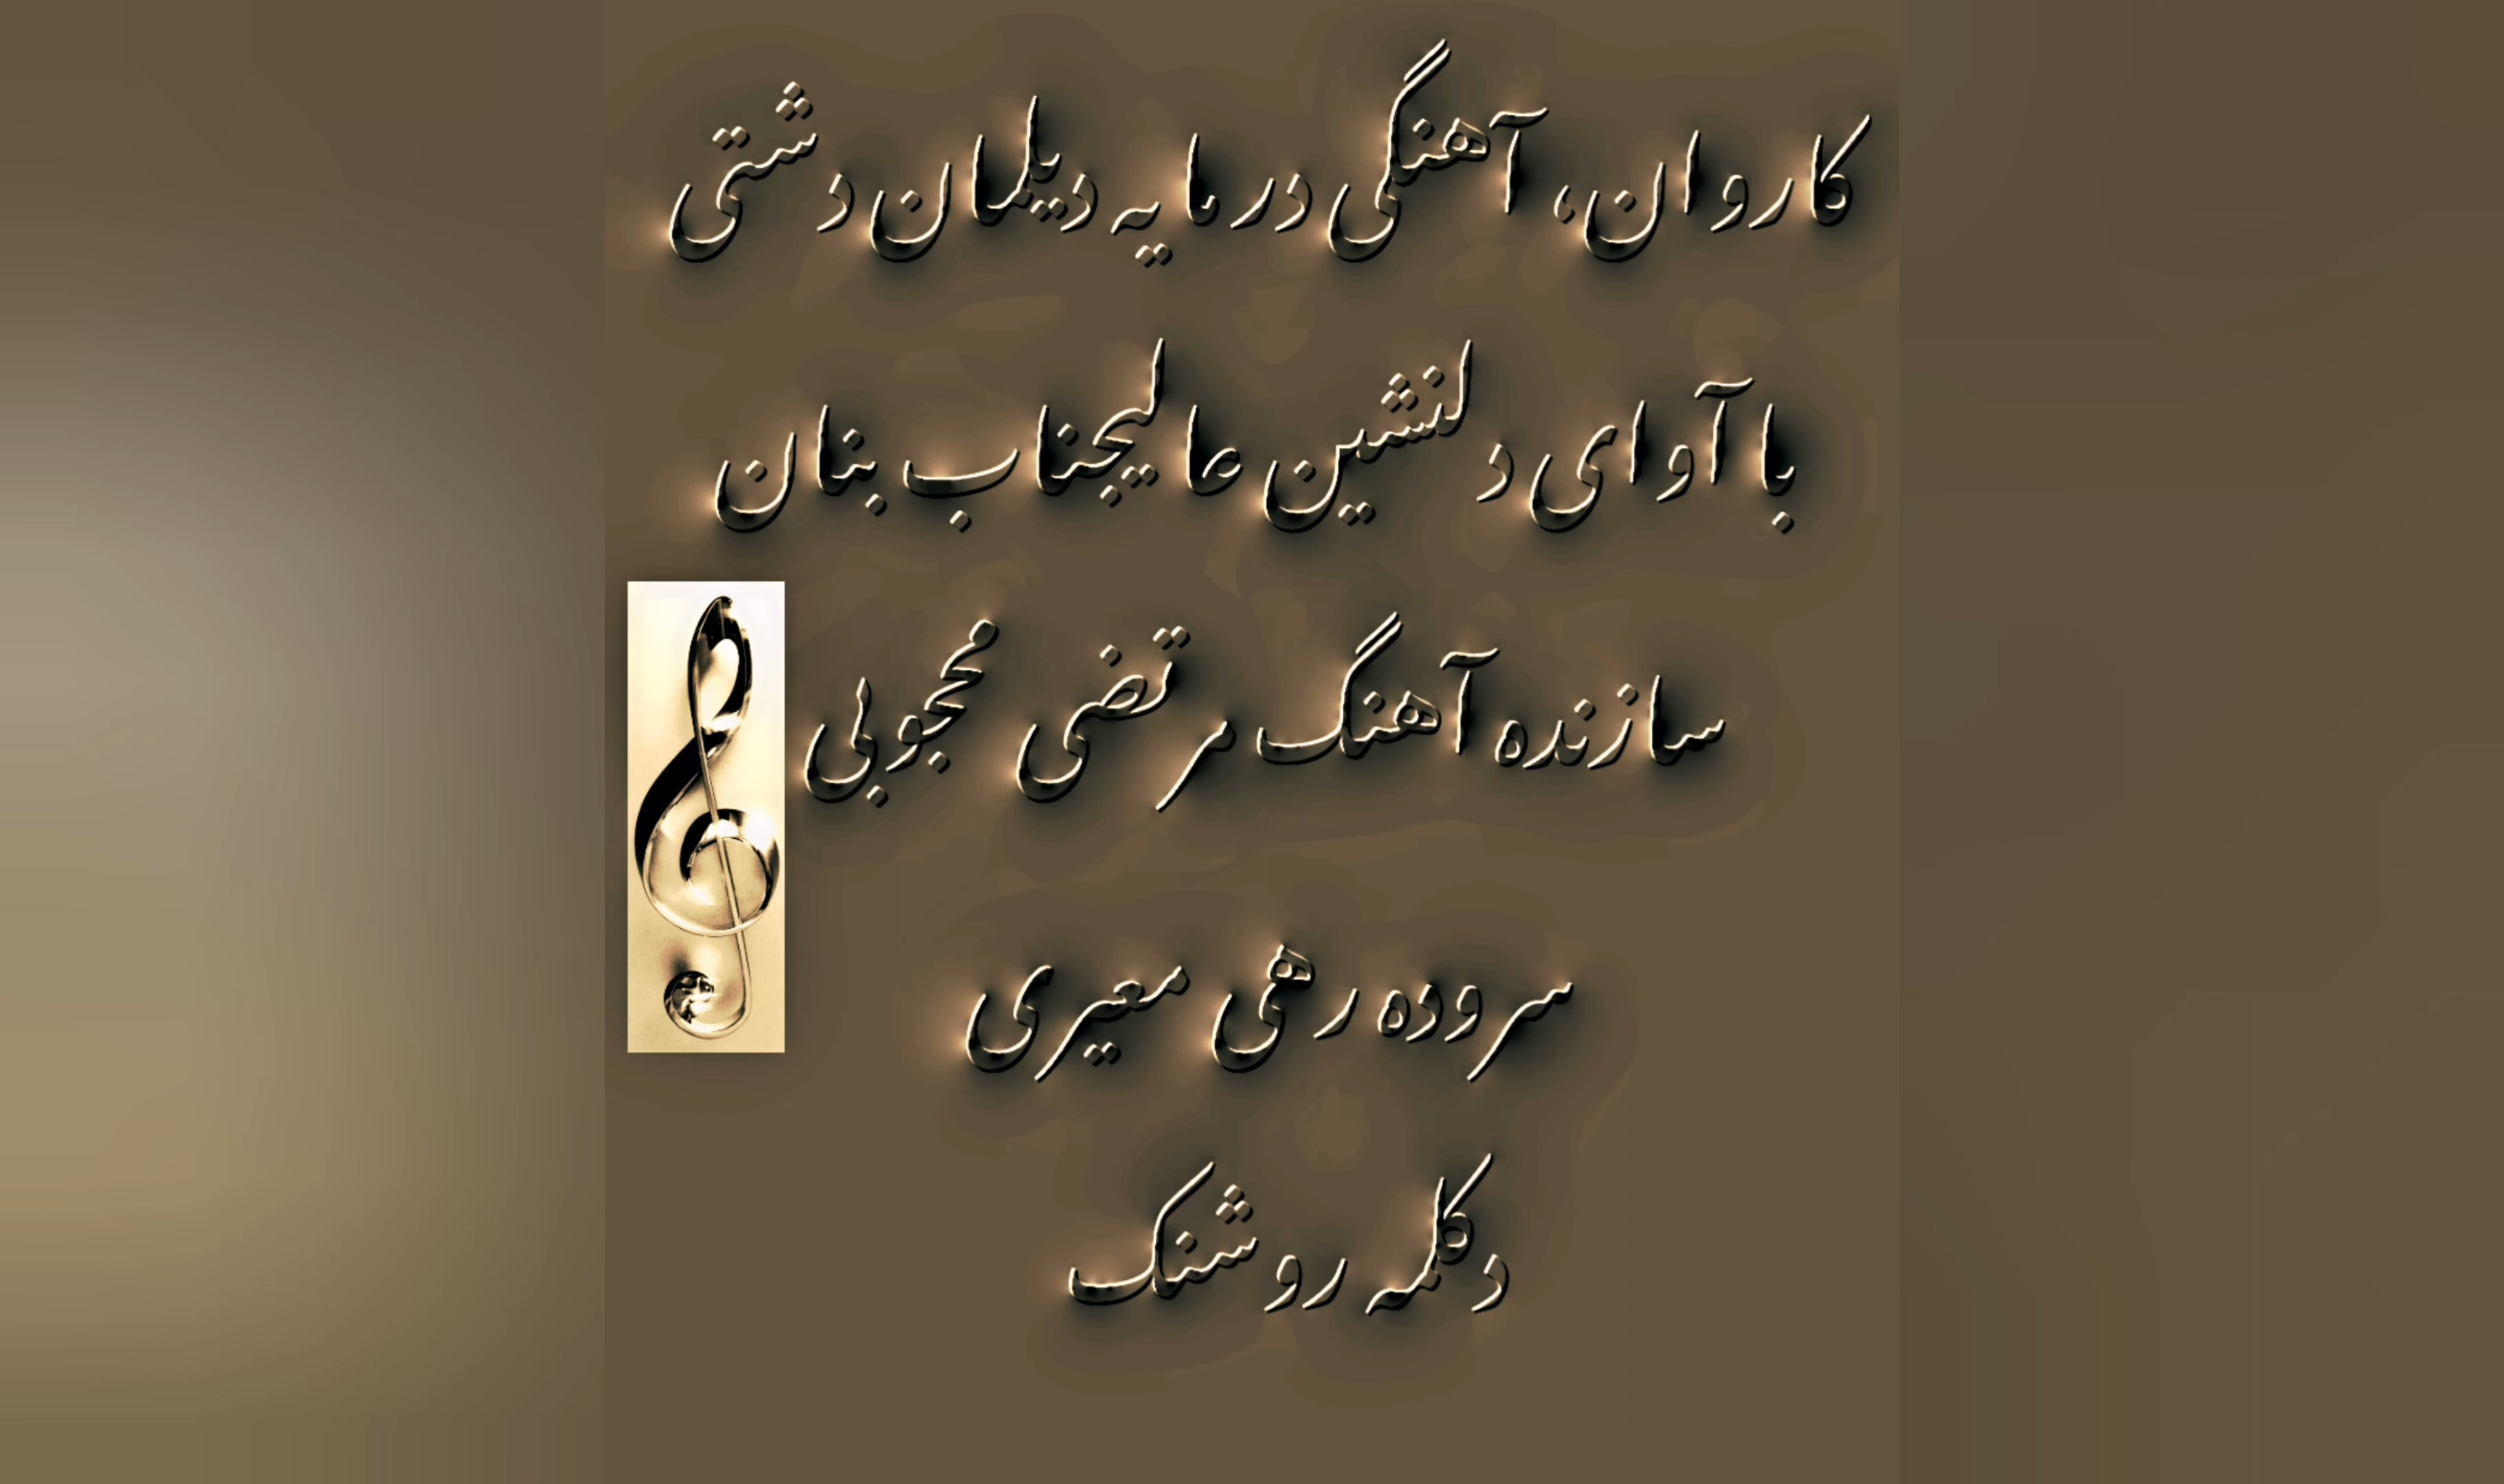 کاروان، آهنگی در مایه دیلمان دشتی
با آوای دلنشین عالیجناب بنان
سازنده آهنگ مرتضی محجوبی
سروده رهی معیری
دکلمه روشنک